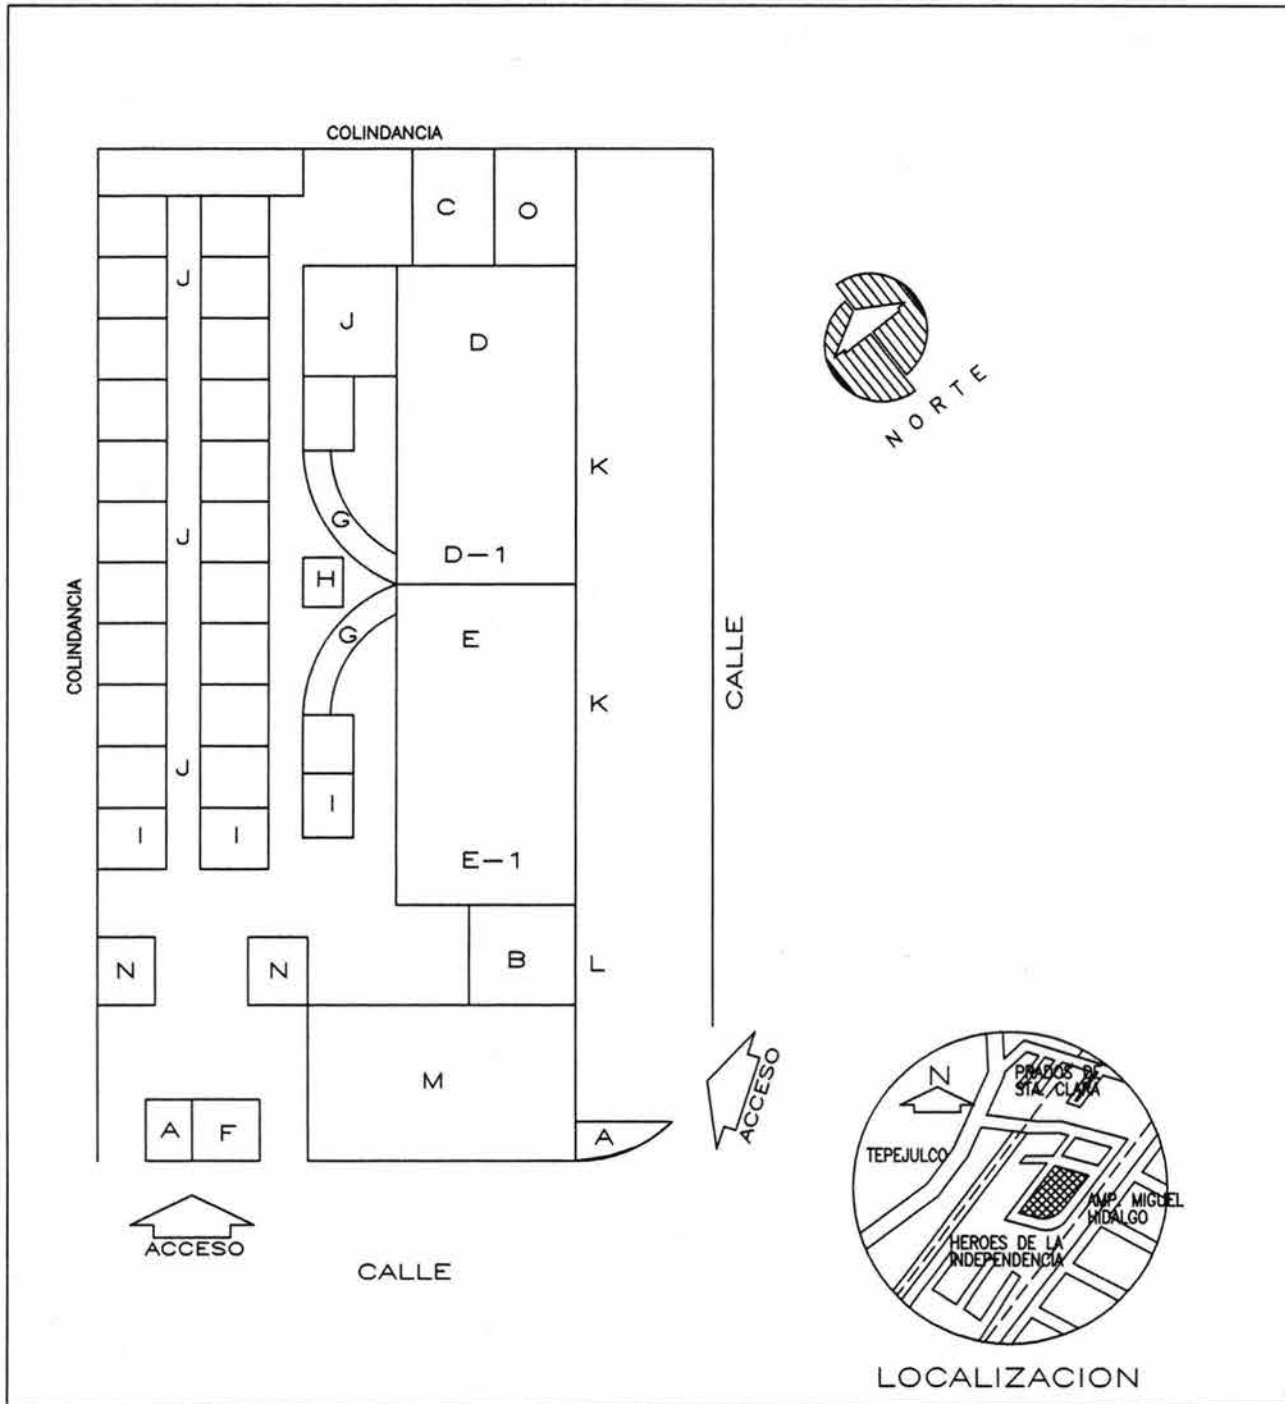 COLINDANCIA
C
O
J
J
D
NORTE
K
G
J
D-1
H
COLINDANCIA
G
E
CALLE
K
J
I
I
I
E-1
N
N
B
L
M
ACCESO
A
F
A
ACCESO
CALLE
N
PRADOS DE
STA. CLARA
TEPEJULCO
AMP. MIGUEL
HIDALGO
HEROES DE LA
INDEPENDENCIA
LOCALIZACION